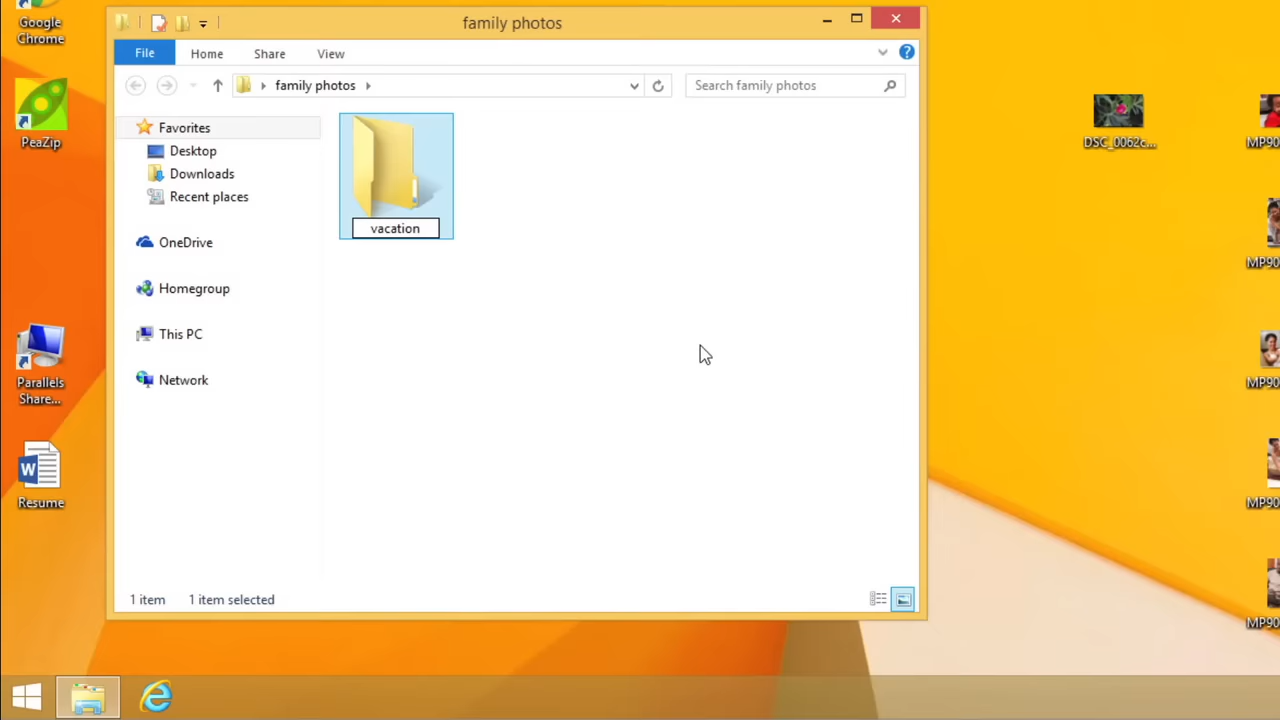 Google
Chrome
PeaZip
Parallels
Share...
Resume
family photos
File Home Share View
family photos
Search family photos
Favorites
Desktop
Downloads
Recent places
OneDrive
Homegroup
This PC
Network
vacation
1 item 1 item selected
DSC_0062c...
MP90
MP90
MP90
MP90
MP90